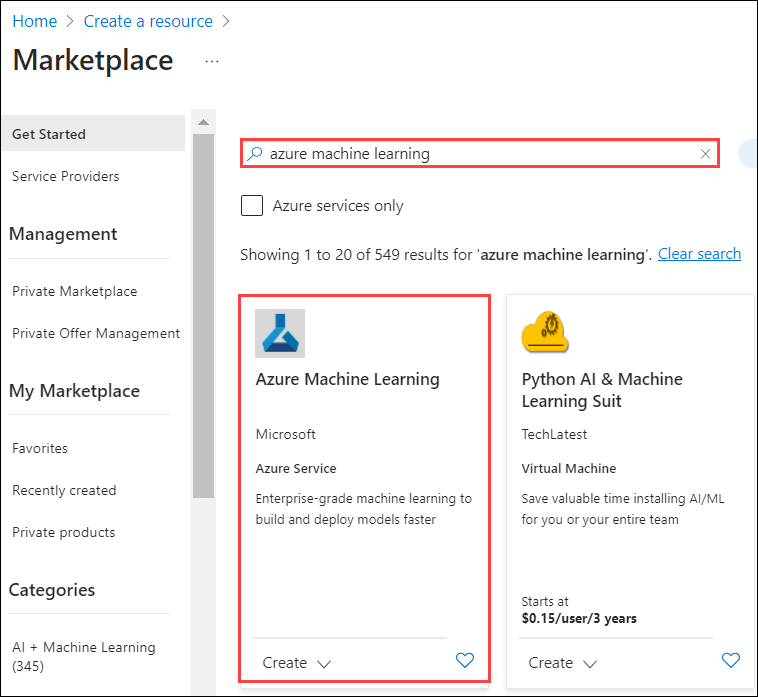 Home > Create a resource >
Marketplace ...
Get Started
Service Providers
Management
Private Marketplace
Private Offer Management
My Marketplace
Favorites
Recently created
Private products
Categories
AI + Machine Learning
(345)
azure machine learning
Azure services only
Showing 1 to 20 of 549 results for 'azure machine learning'. Clear search
Azure Machine Learning
Microsoft
Azure Service
Enterprise-grade machine learning to
build and deploy models faster
Create
Python AI & Machine
Learning Suit
TechLatest
Virtual Machine
Save valuable time installing AI/ML
for you or your entire team
Starts at
$0.15/user/3 years
Create